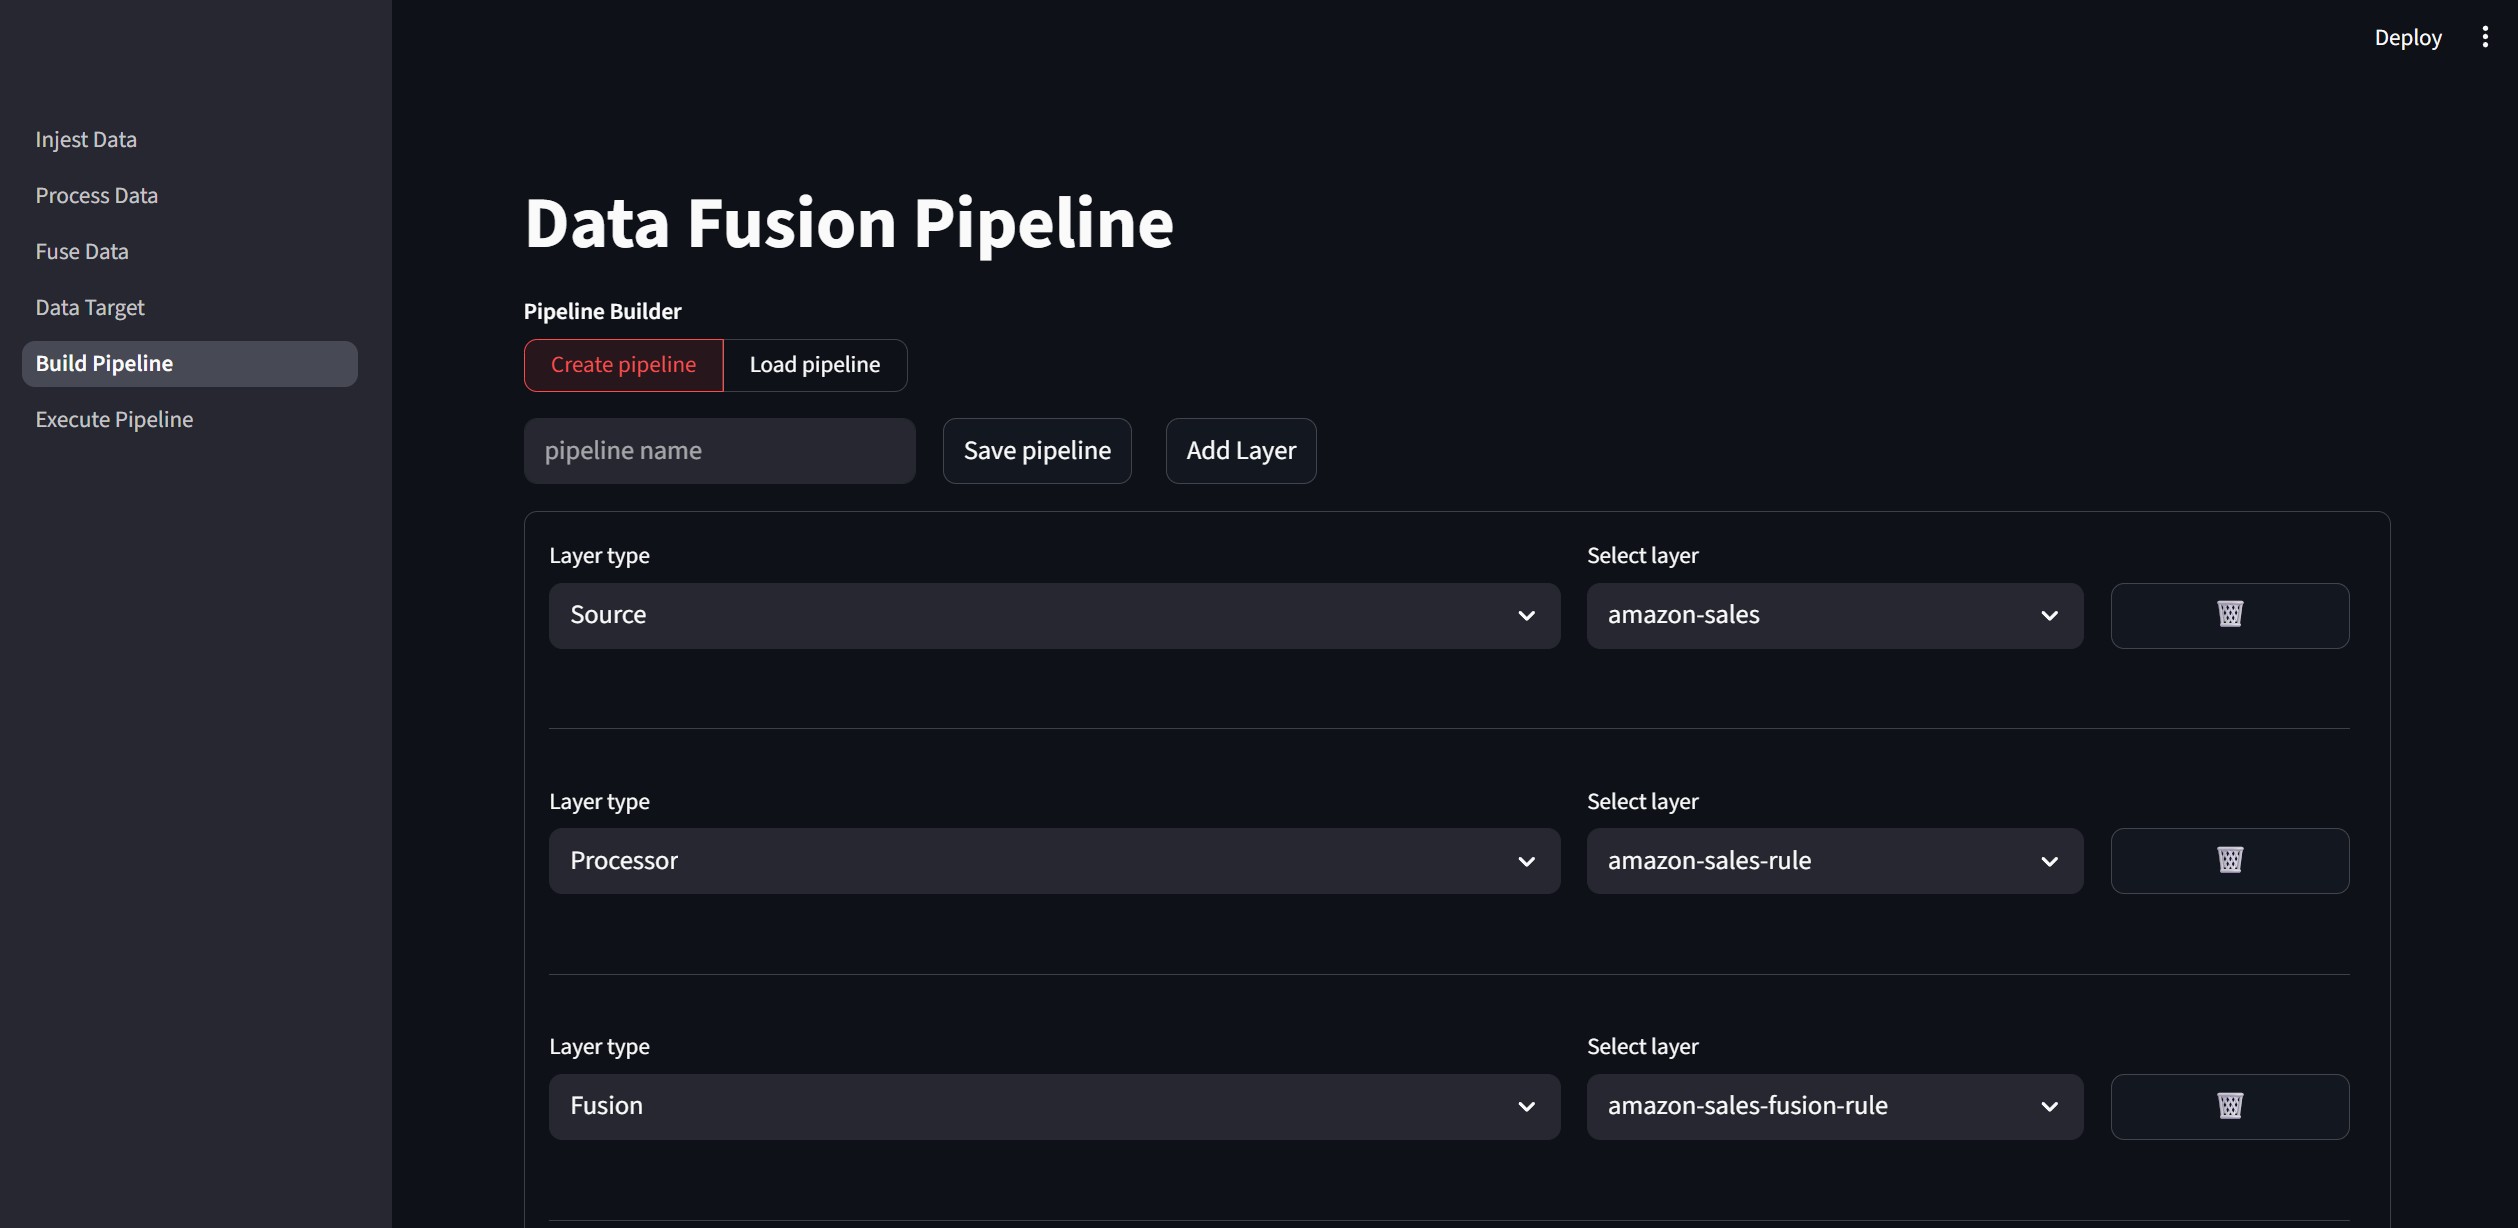 Deploy
Injest Data
Process Data
Fuse Data
Data Target
Build Pipeline
Execute Pipeline
Data Fusion Pipeline
Pipeline Builder
Create pipeline
Load pipeline
pipeline name
Save pipeline
Add Layer
Layer type
Select layer
Source
amazon-sales
Layer type
Select layer
Processor
amazon-sales-rule
Layer type
Select layer
Fusion
amazon-sales-fusion-rule